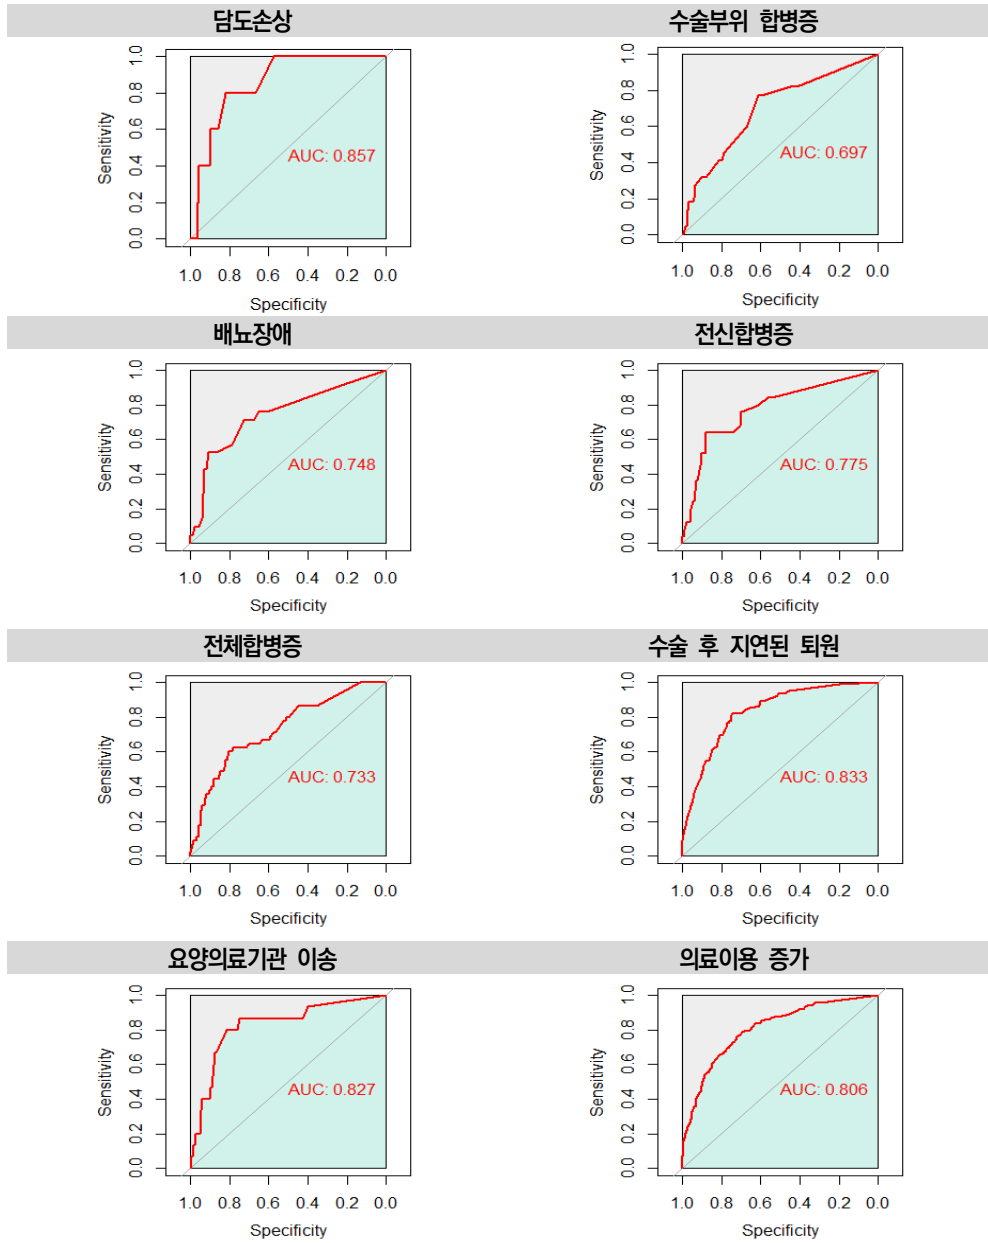 담도손상 수술부위 합병증
Sensitivity
1.0
0.8
0.6
0.4
0.2
0.0
AUC: 0.857
1.0 0.8 0.6 0.4 0.2 0.0
Specificity
Sensitivity
1.0
0.8
0.6
0.4
0.2
0.0
AUC: 0.697
1.0 0.8 0.6 0.4 0.2 0.0
Specificity
배뇨장애 전신합병증
Sensitivity
1.0
0.8
0.6
0.4
0.2
0.0
AUC: 0.748
1.0 0.8 0.6 0.4 0.2 0.0
Specificity
Sensitivity
1.0
0.8
0.6
0.4
0.2
0.0
AUC: 0.775
1.0 0.8 0.6 0.4 0.2 0.0
Specificity
전체합병증 수술 후 지연된 퇴원
Sensitivity
1.0
0.8
0.6
0.4
0.2
0.0
AUC: 0.733
1.0 0.8 0.6 0.4 0.2 0.0
Specificity
Sensitivity
1.0
0.8
0.6
0.4
0.2
0.0
AUC: 0.833
1.0 0.8 0.6 0.4 0.2 0.0
Specificity
요양의료기관 이송 의료이용 증가
Sensitivity
1.0
0.8
0.6
0.4
0.2
0.0
AUC: 0.827
1.0 0.8 0.6 0.4 0.2 0.0
Specificity
Sensitivity
1.0
0.8
0.6
0.4
0.2
0.0
AUC: 0.806
1.0 0.8 0.6 0.4 0.2 0.0
Specificity